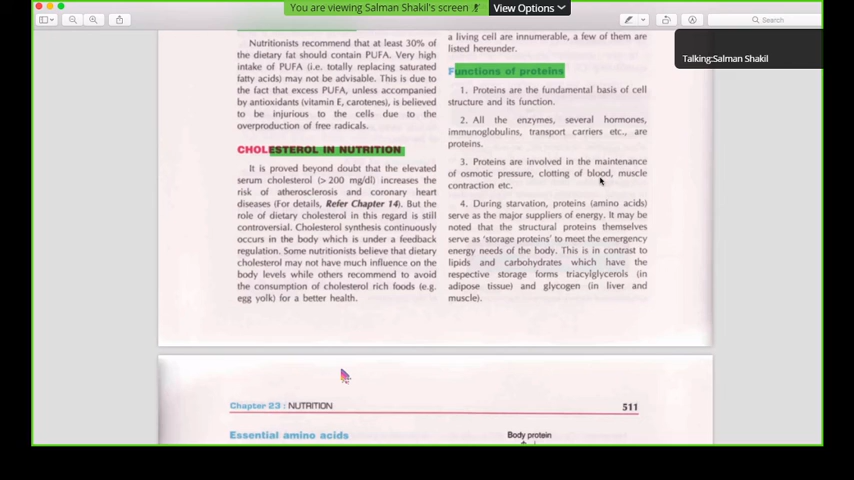 You are viewing Salman Shakil's screen
View Options
Search
Talking:Salman Shakil
Nutritionists recommend that at least 30% of
the dietary fat should contain PUFA. Very high
intake of PUFA (i.e. totally replacing saturated
fatty acids) may not be advisable. This is due to
the fact that excess PUFA, unless accompanied
by antioxidants (vitamin E, carotenes), is believed
to be injurious to the cells due to the
overproduction of free radicals.
CHOLESTEROL IN NUTRITION
It is proved beyond doubt that the elevated
serum cholesterol (> 200 mg/dl) increases the
risk of atherosclerosis and coronary heart
diseases (For details, Refer Chapter 14). But the
role of dietary cholesterol in this regard is still
controversial. Cholesterol synthesis continuously
occurs in the body which is under a feedback
regulation. Some nutritionists believe that dietary
cholesterol may not have much influence on the
body levels while others recommend to avoid
the consumption of cholesterol rich foods (e.g.
egg yolk) for a better health.
a living cell are innumerable, a few of them are
listed hereunder.
Functions of proteins
1. Proteins are the fundamental basis of cell
structure and its function.
2. All the enzymes, several hormones,
immunoglobulins, transport carriers etc., are
proteins.
3. Proteins are involved in the maintenance
of osmotic pressure, clotting of blood, muscle
contraction etc.
4. During starvation, proteins (amino acids)
serve as the major suppliers of energy. It may be
noted that the structural proteins themselves
serve as 'storage proteins' to meet the emergency
energy needs of the body. This is in contrast to
lipids and carbohydrates which have the
respective storage forms triacylglycerols (in
adipose tissue) and glycogen (in liver and
muscle).
Chapter 23 : NUTRITION
511
Essential amino acids
Body protein